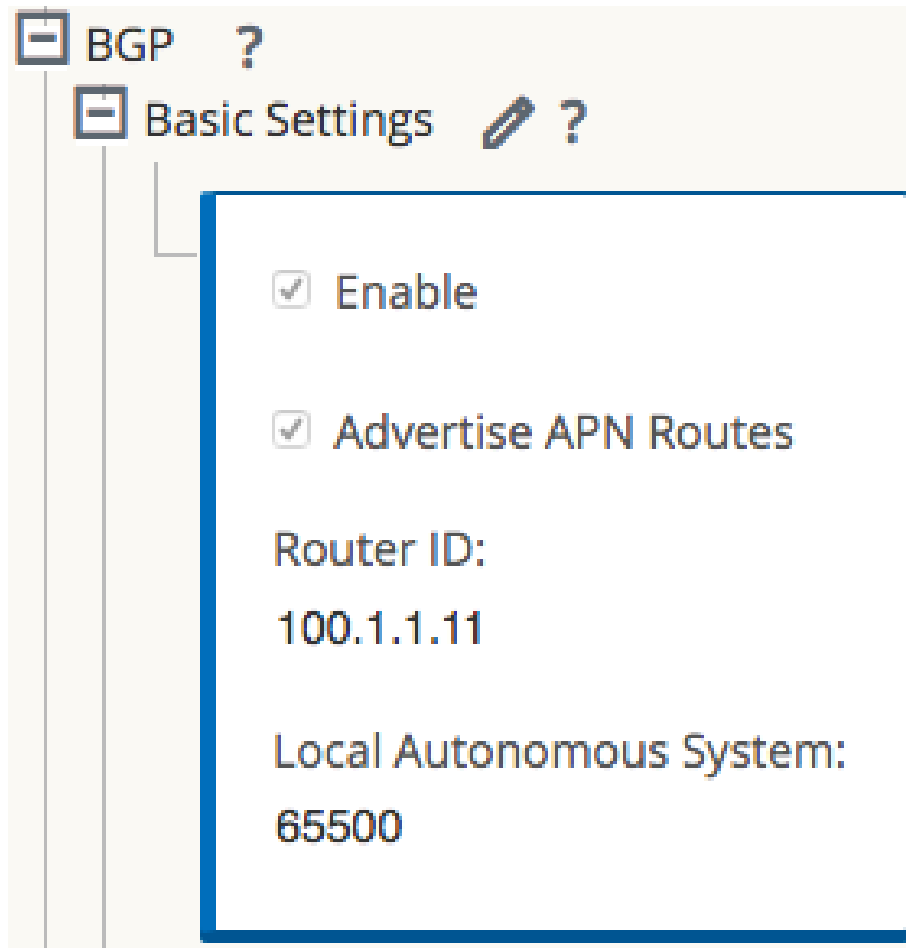 BGP ?
Basic Settings ?
Enable
Advertise APN Routes
Router ID:
100.1.1.11
Local Autonomous System:
65500